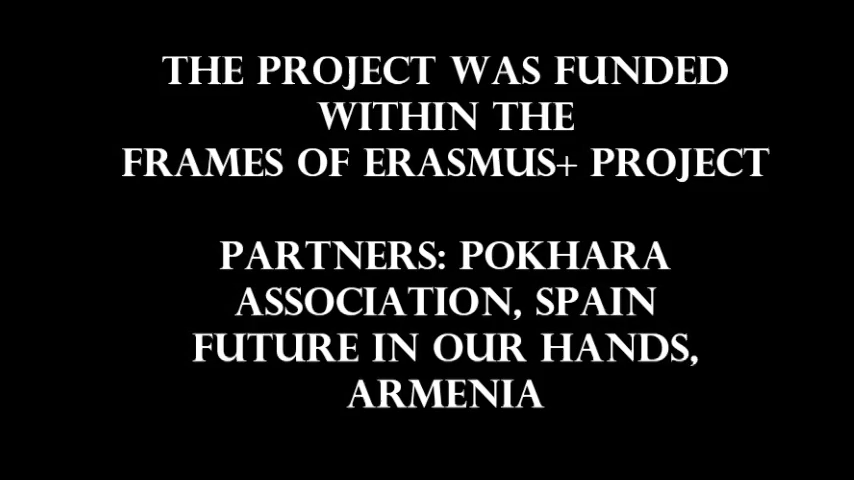 THE PROJECT WAS FUNDED
WITHIN THE
FRAMES OF ERASMUS+ PROJECT
PARTNERS: POKHARA
ASSOCIATION, SPAIN
FUTURE IN OUR HANDS,
ARMENIA